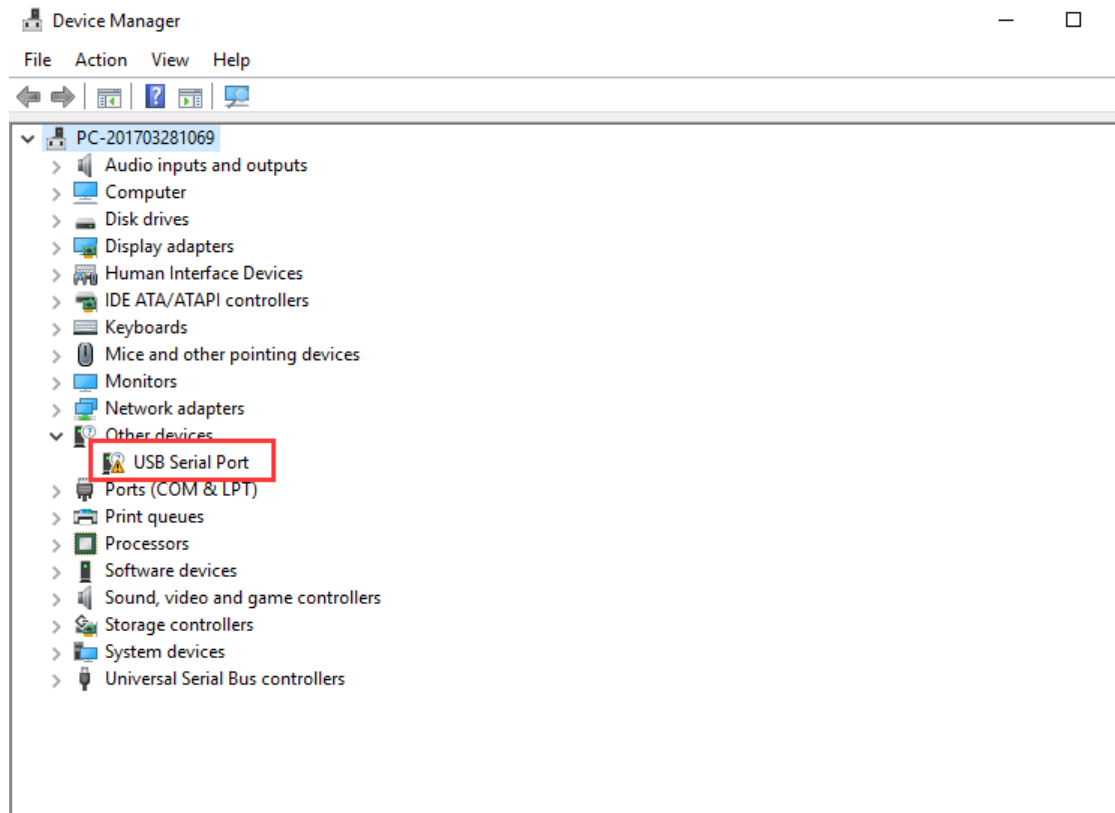 Device Manager
File Action View Help
PC-201703281069
Audio inputs and outputs
Computer
Disk drives
Display adapters
Human Interface Devices
IDE ATA/ATAPI controllers
Keyboards
Mice and other pointing devices
Monitors
Network adapters
Other devices
USB Serial Port
Ports (COM & LPT)
Print queues
Processors
Software devices
Sound, video and game controllers
Storage controllers
System devices
Universal Serial Bus controllers